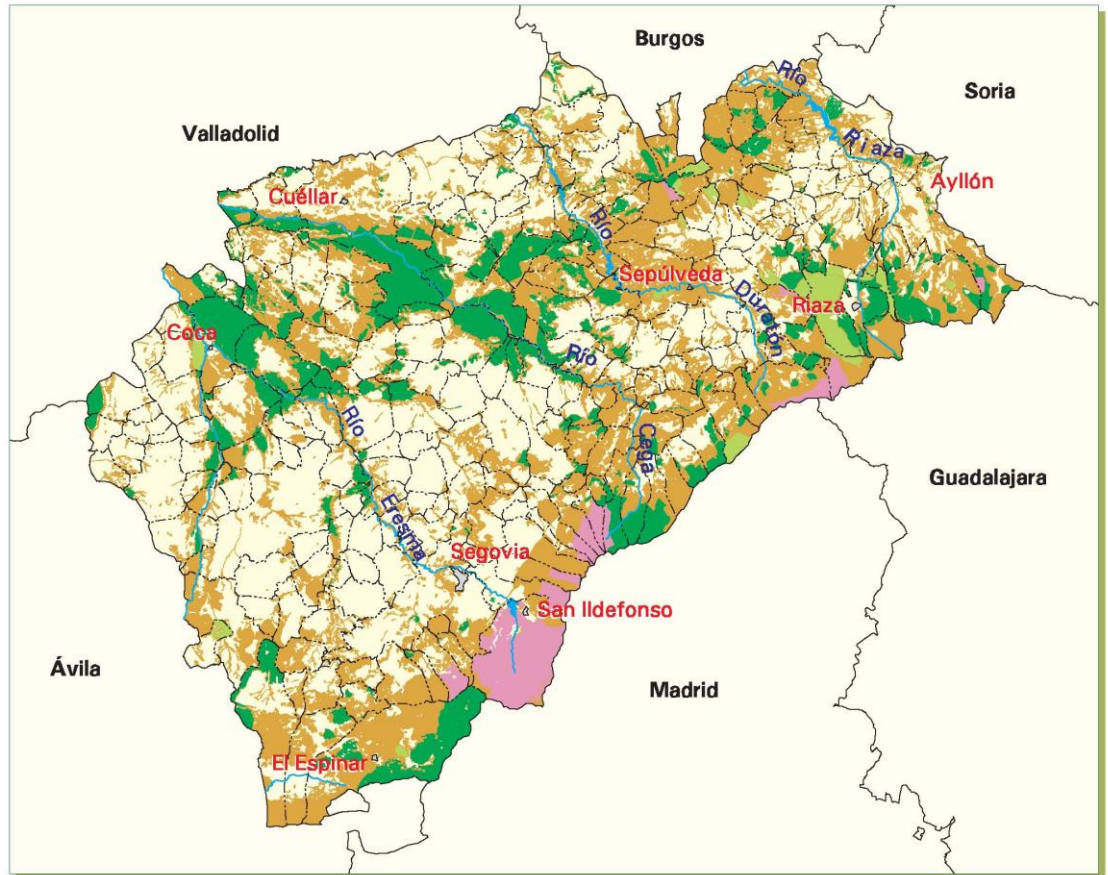 Burgos
Río
Riaza
Soria
Valladolid
Ayllón
Cuéllar
Río
Duratón
Sepúlveda
Riaza
Coca
Río
Cega
Río
Eresma
Guadalajara
Segovia
San Ildefonso
Ávila
Madrid
El Espinar